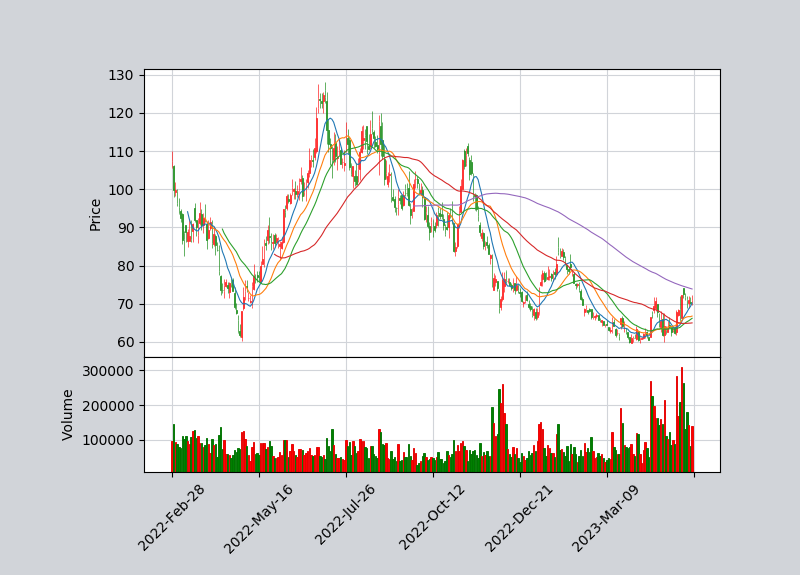 130
120
110
100
90
80
70
60
Price
300000
200000
100000
Volume
2022-Feb-28
2022-May-16
2022-Jul-26
2022-Oct-12
2022-Dec-21
2023-Mar-09